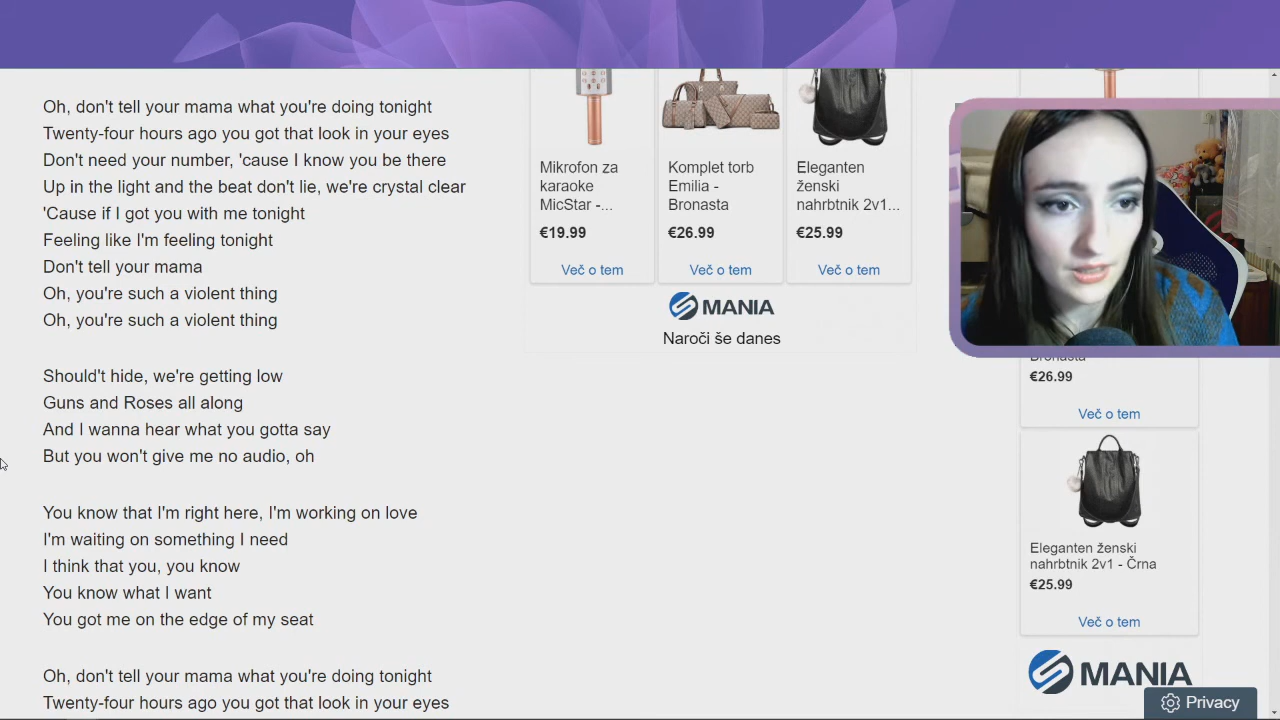 Oh, don't tell your mama what you're doing tonight
Twenty-four hours ago you got that look in your eyes
Don't need your number, 'cause I know you be there
Up in the light and the beat don't lie, we're crystal clear
'Cause if I got you with me tonight
Feeling like I'm feeling tonight
Don't tell your mama
Oh, you're such a violent thing
Oh, you're such a violent thing
Should't hide, we're getting low
Guns and Roses all along
And I wanna hear what you gotta say
But you won't give me no audio, oh
You know that I'm right here, I'm working on love
I'm waiting on something I need
I think that you, you know
You know what I want
You got me on the edge of my seat
Oh, don't tell your mama what you're doing tonight
Twenty-four hours ago you got that look in your eyes
Mikrofon za
karaoke
MicStar -...
€19.99
Več o tem
Komplet torb
Emilia -
Bronasta
€26.99
Več o tem
Eleganten
ženski
nahrbtnik 2v1...
€25.99
Več o tem
MANIA
Naroči še danes
Bronasta
€26.99
Več o tem
Eleganten ženski
nahrbtnik 2v1 - Črna
€25.99
Več o tem
MANIA
Privacy